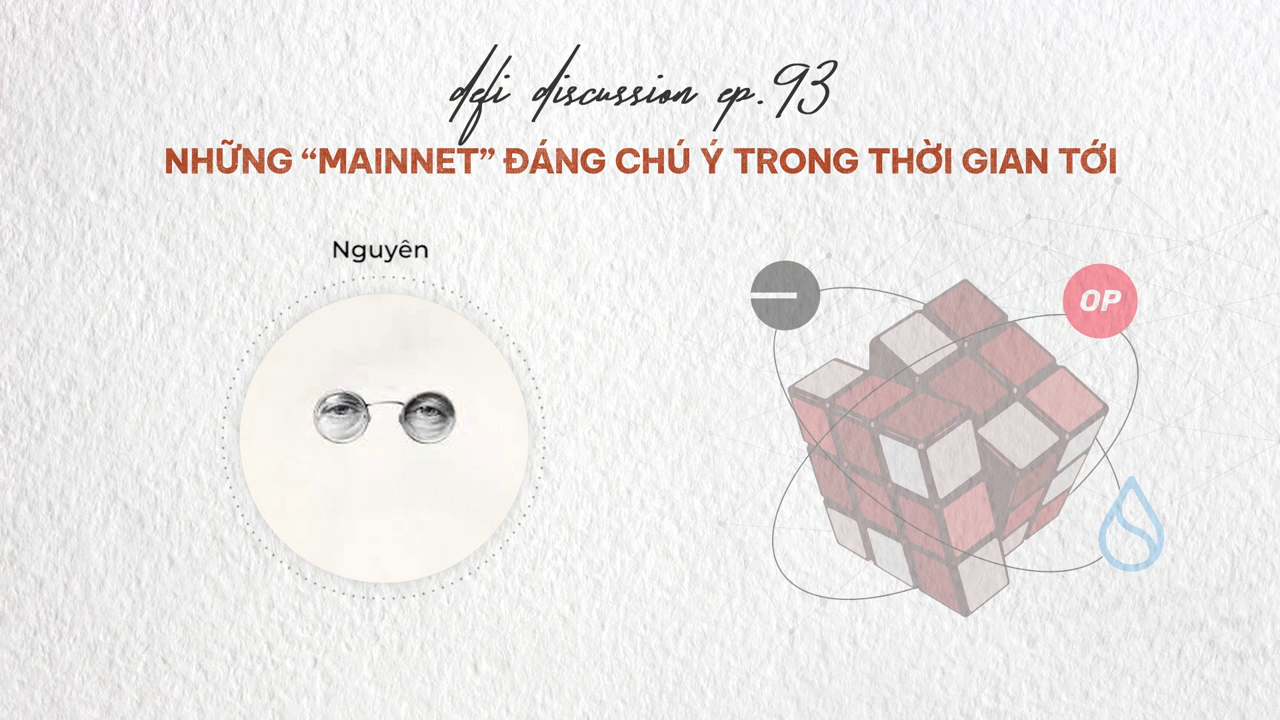 defi discussion ep.93
NHỮNG “MAINNET” ĐÁNG CHÚ Ý TRONG THỜI GIAN TỚI
Nguyên
OP